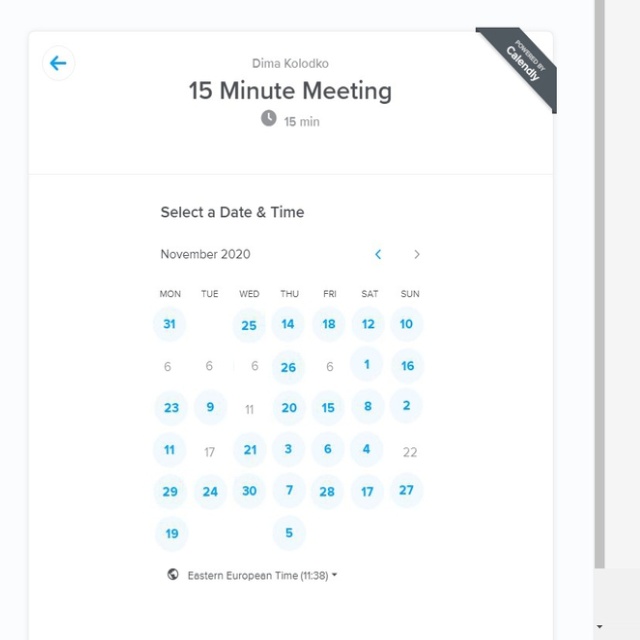 POWERED BY
Calendly
Dima Kolodko
15 Minute Meeting
15 min
Select a Date & Time
November 2020
MON TUE WED THU FRI SAT SUN
31 25 14 18 12 10
6 6 6 26 6 1 16
23 9 11 20 15 8 2
11 17 21 3 6 4 22
29 24 30 7 28 17 27
19 5
Eastern European Time (11:38)